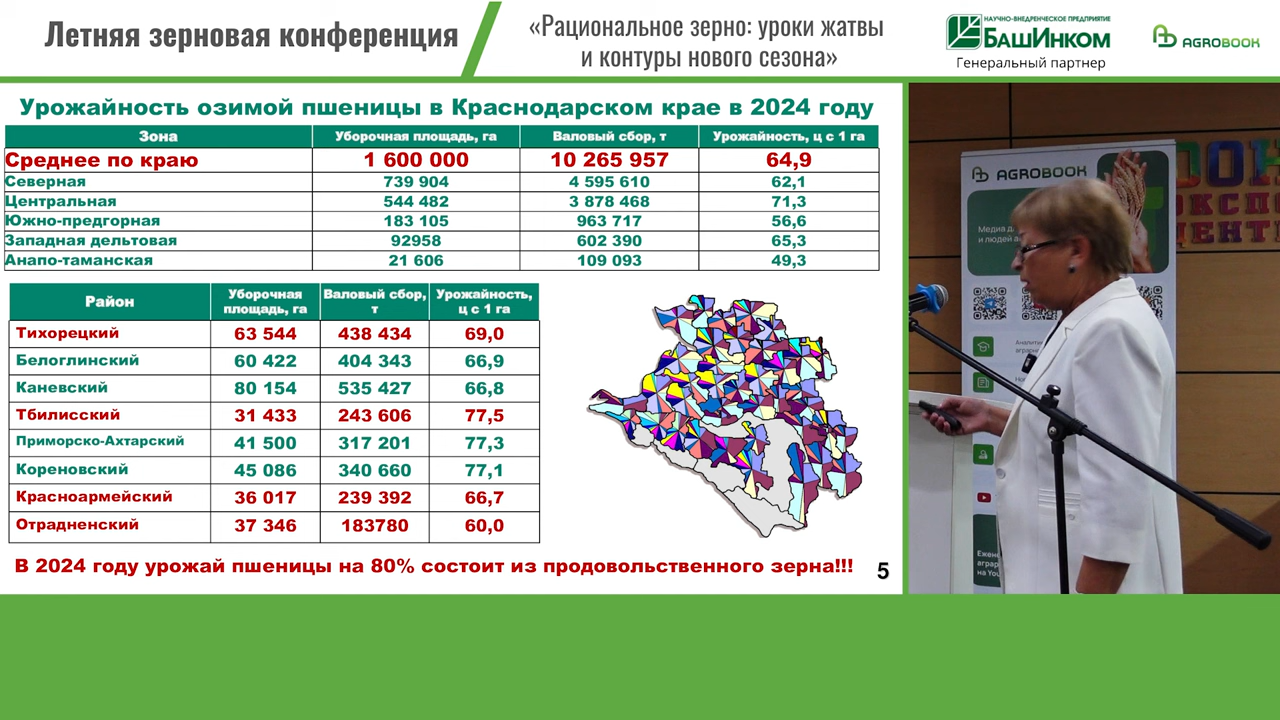 Летняя зерновая конференция
«Рациональное зерно: уроки жатвы
и контуры нового сезона»
НАУЧНО-ВНЕДРЕНЧЕСКОЕ ПРЕДПРИЯТИЕ
БашИнком
Генеральный партнер
AGROBOOK
Урожайность озимой пшеницы в Краснодарском крае в 2024 году
Зона Уборочная площадь, га Валовый сбор, т Урожайность, ц с 1 га
Среднее по краю 1 600 000 10 265 957 64,9
Северная 739 904 4 595 610 62,1
Центральная 544 482 3 878 468 71,3
Южно-предгорная 183 105 963 717 56,6
Западная дельтовая 92958 602 390 65,3
Анапо-таманская 21 606 109 093 49,3
Район Уборочная площадь, га Валовый сбор, т Урожайность, ц с 1 га
Тихорецкий 63 544 438 434 69,0
Белоглинский 60 422 404 343 66,9
Каневский 80 154 535 427 66,8
Тбилисский 31 433 243 606 77,5
Приморско-Ахтарский 41 500 317 201 77,3
Кореновский 45 086 340 660 77,1
Красноармейский 36 017 239 392 66,7
Отрадненский 37 346 183780 60,0
В 2024 году урожай пшеницы на 80% состоит из продовольственного зерна!!!
5
AGROBOOK
Медиа д
и людей а